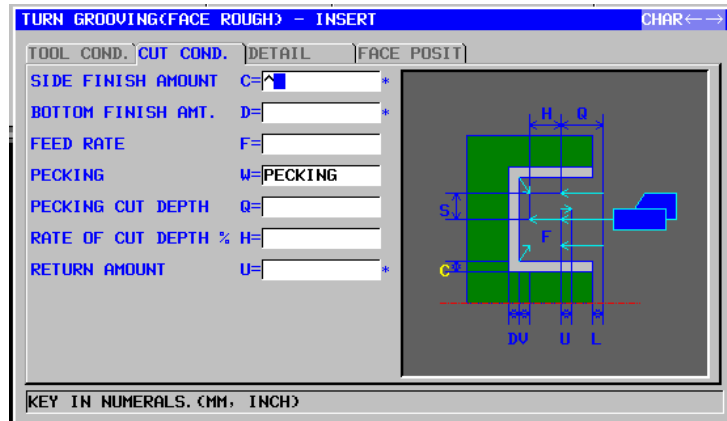 TURN GROOVING(FACE ROUGH) - INSERT CHAR←→
TOOL COND. CUT COND. DETAIL FACE POSIT
SIDE FINISH AMOUNT C=^ *
BOTTOM FINISH AMT. D= *
FEED RATE F=
PECKING W=PECKING
PECKING CUT DEPTH Q=
RATE OF CUT DEPTH % H=
RETURN AMOUNT U= *
H Q
S
F
C
DV U L
KEY IN NUMERALS.(MM, INCH)